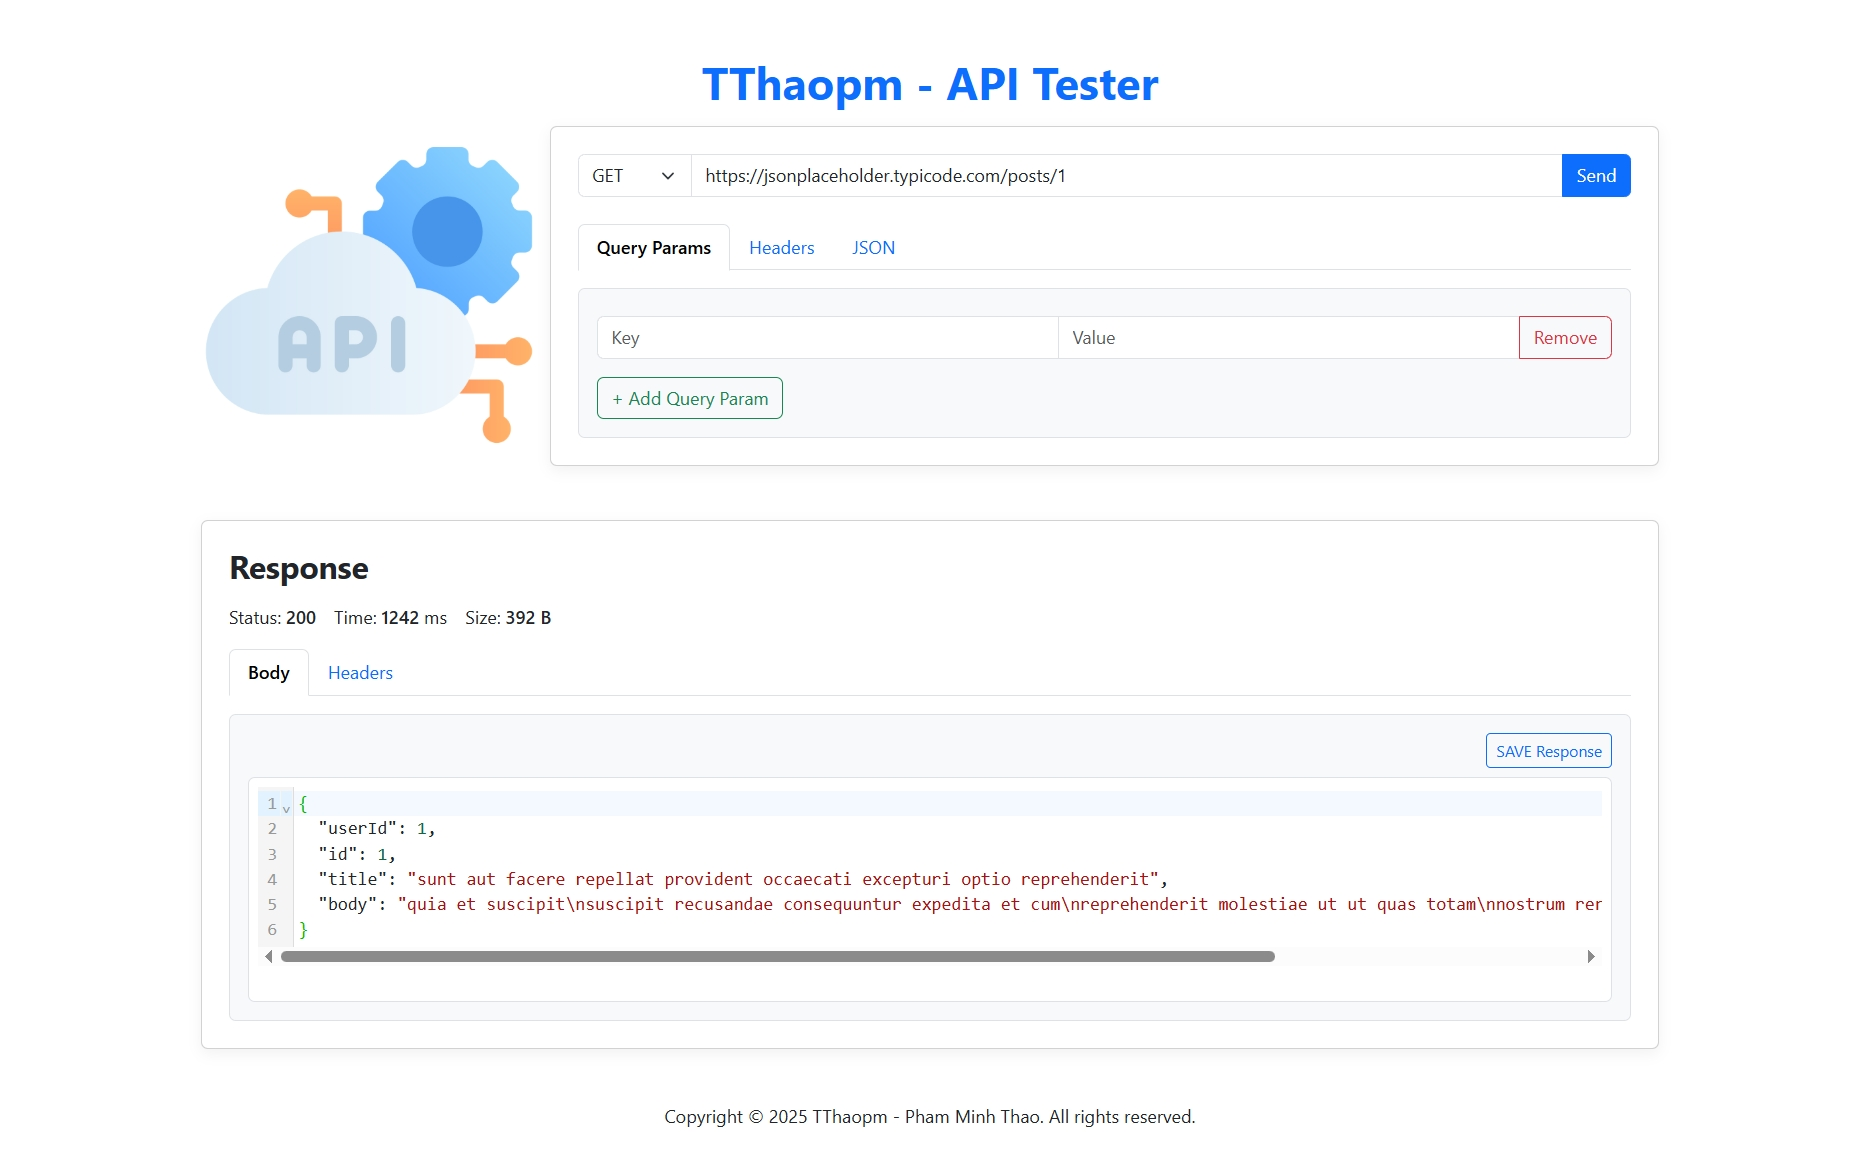 TThaopm - API Tester
API
GET https://jsonplaceholder.typicode.com/posts/1 Send
Query Params Headers JSON
Key Value Remove
+ Add Query Param
Response
Status: 200 Time: 1242 ms Size: 392 B
Body Headers
SAVE Response
1 {
2 "userId": 1,
3 "id": 1,
4 "title": "sunt aut facere repellat provident occaecati excepturi optio reprehenderit",
5 "body": "quia et suscipit\nsuscipit recusandae consequuntur expedita et cum\nreprehenderit molestiae ut ut quas totam\nnostrum rer
6 }
Copyright © 2025 TThaopm - Pham Minh Thao. All rights reserved.